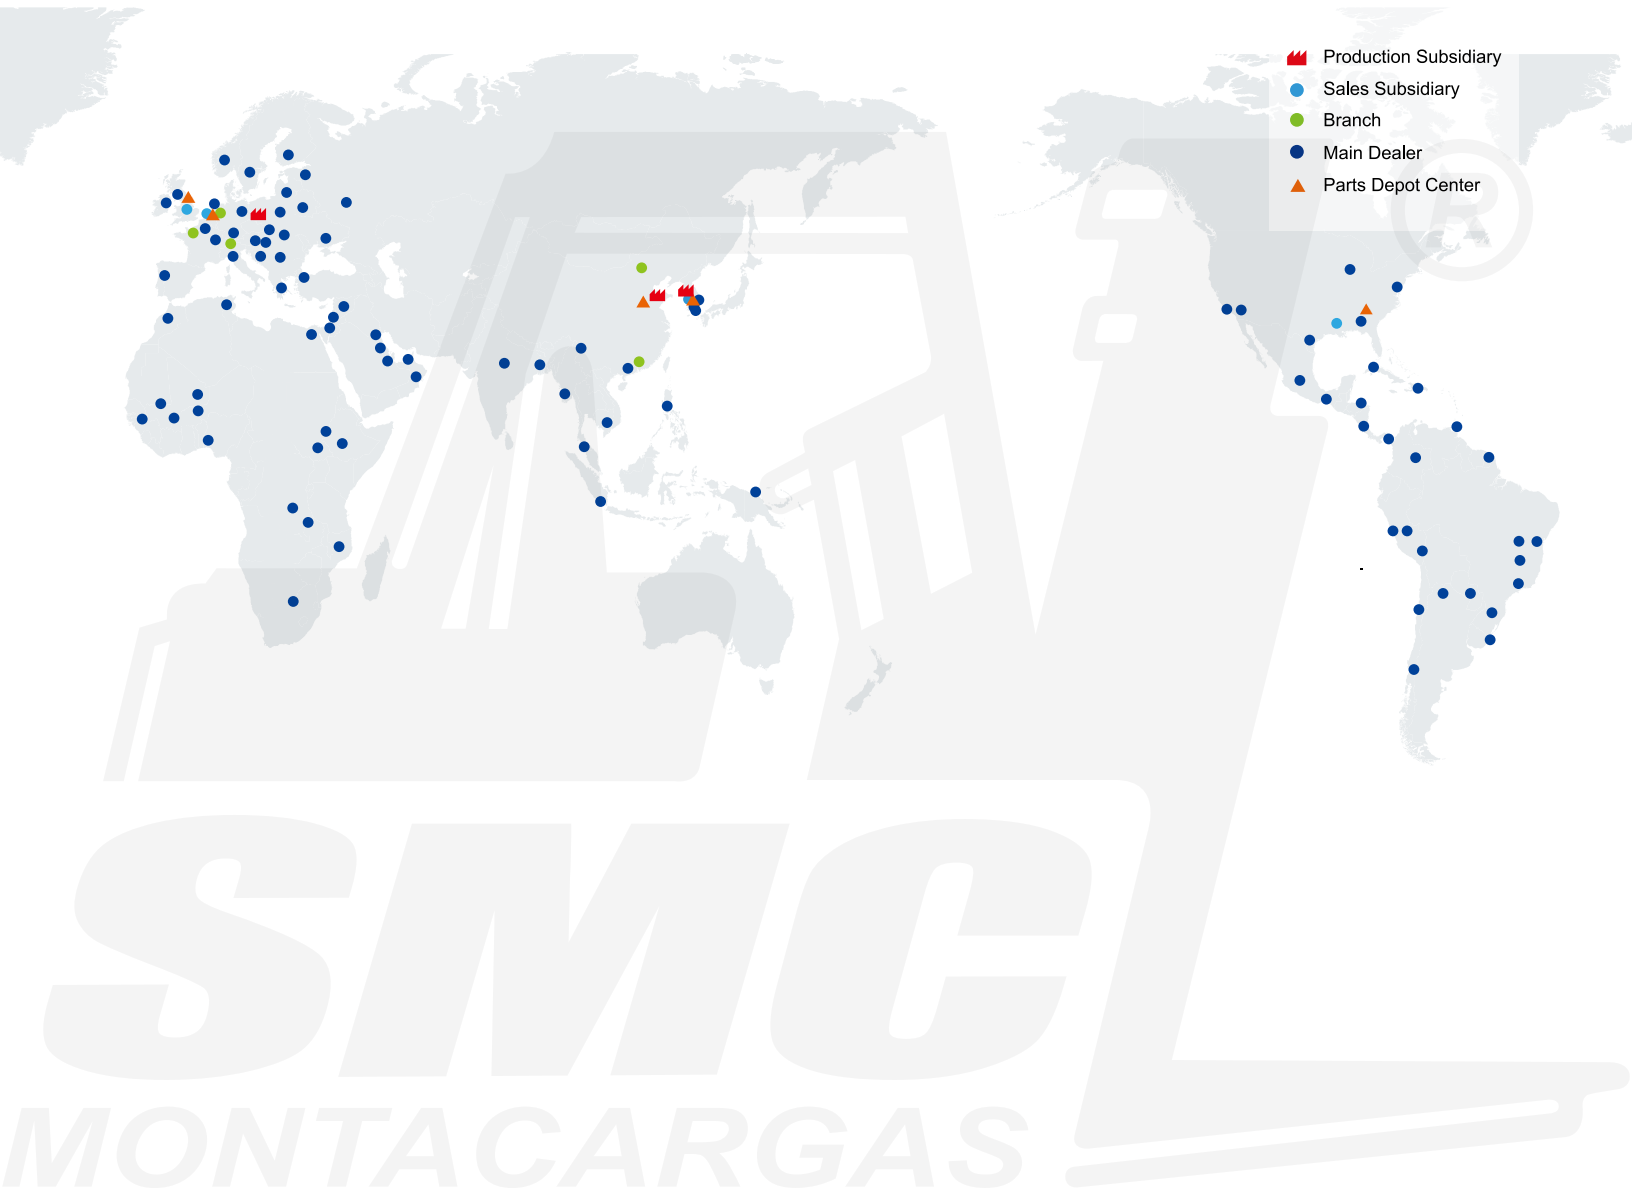 Production Subsidiary
Sales Subsidiary
Branch
Main Dealer
Parts Depot Center
®
SMC
MONTACARGAS